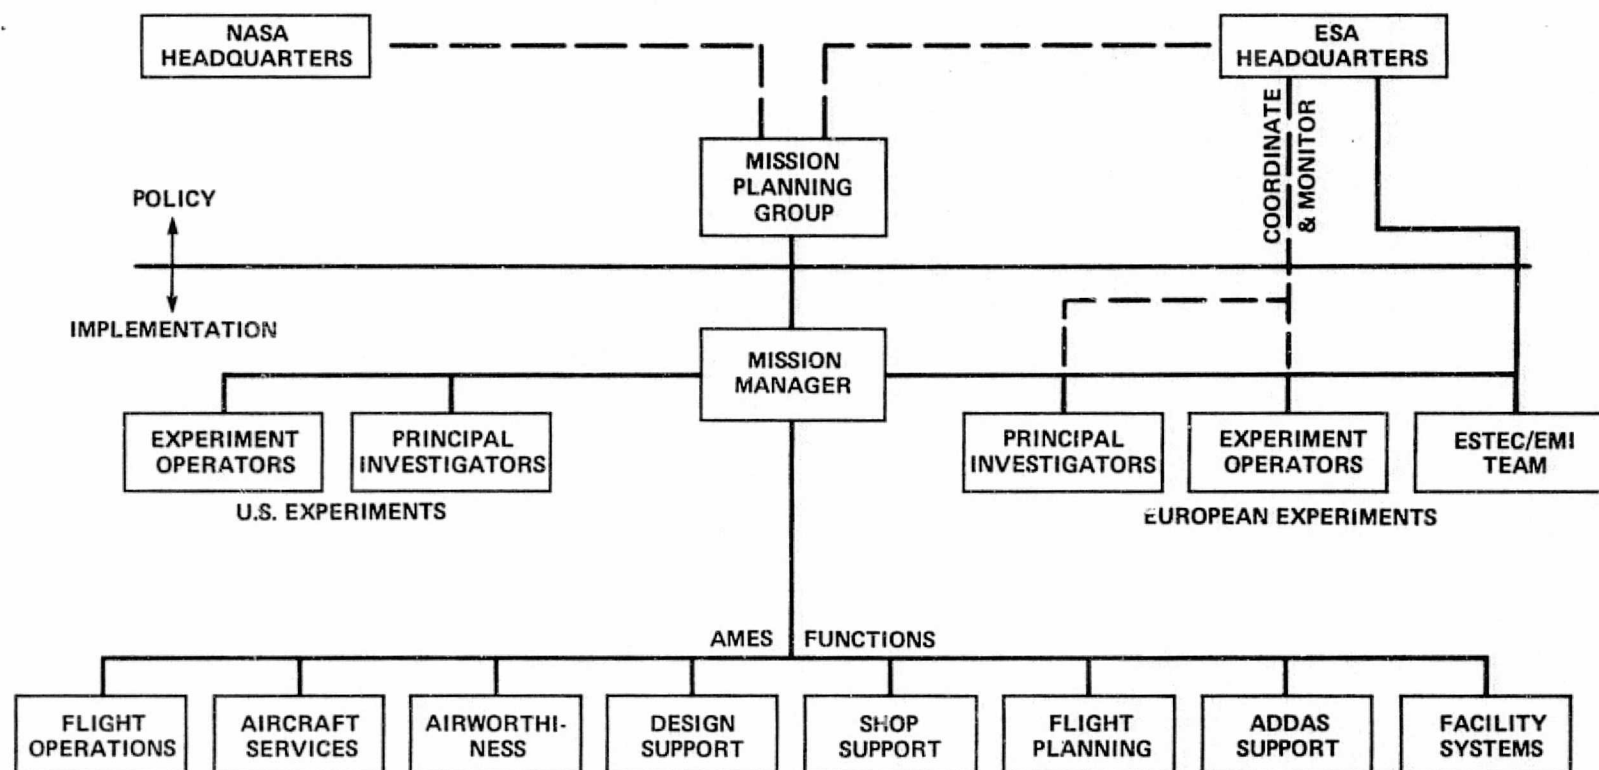 NASA
HEADQUARTERS
ESA
HEADQUARTERS
COORDINATE
& MONITOR
MISSION
PLANNING
GROUP
POLICY
IMPLEMENTATION
MISSION
MANAGER
EXPERIMENT
OPERATORS
PRINCIPAL
INVESTIGATORS
U.S. EXPERIMENTS
PRINCIPAL
INVESTIGATORS
EXPERIMENT
OPERATORS
ESTEC/EMI
TEAM
EUROPEAN EXPERIMENTS
AMES FUNCTIONS
FLIGHT
OPERATIONS
AIRCRAFT
SERVICES
AIRWORTHI-
NESS
DESIGN
SUPPORT
SHOP
SUPPORT
FLIGHT
PLANNING
ADDAS
SUPPORT
FACILITY
SYSTEMS